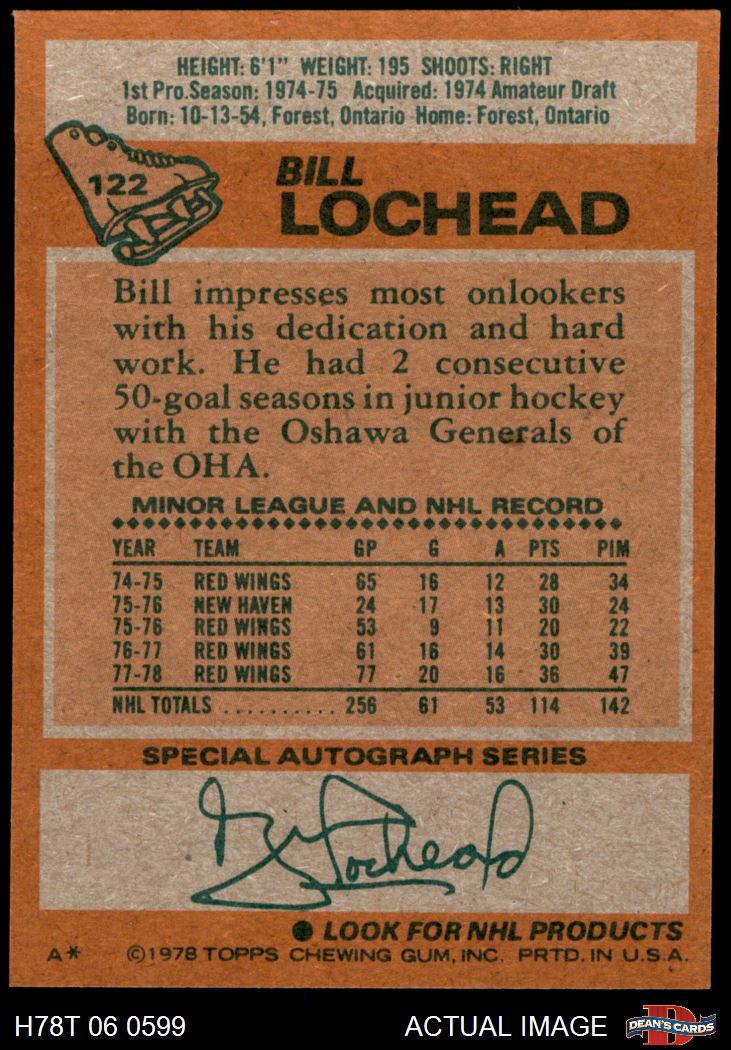 HEIGHT: 6'1" WEIGHT: 195 SHOOTS: RIGHT
1st Pro.Season: 1974-75 Acquired: 1974 Amateur Draft
Born: 10-13-54, Forest, Ontario Home: Forest, Ontario
122
BILL
LOCHEAD
Bill impresses most onlookers
with his dedication and hard
work. He had 2 consecutive
50-goal seasons in junior hockey
with the Oshawa Generals of
the OHA.
MINOR LEAGUE AND NHL RECORD
YEAR TEAM GP G A PTS PIM
74-75 RED WINGS 65 16 12 28 34
75-76 NEW HAVEN 24 17 13 30 24
75-76 RED WINGS 53 9 11 20 22
76-77 RED WINGS 61 16 14 30 39
77-78 RED WINGS 77 20 16 36 47
NHL TOTALS .......... 256 61 53 114 142
SPECIAL AUTOGRAPH SERIES
Bill Lochead
● LOOK FOR NHL PRODUCTS
A* ©1978 TOPPS CHEWING GUM, INC. PRTD. IN U.S.A.
H78T 06 0599 ACTUAL IMAGE D DEAN'S CARDS